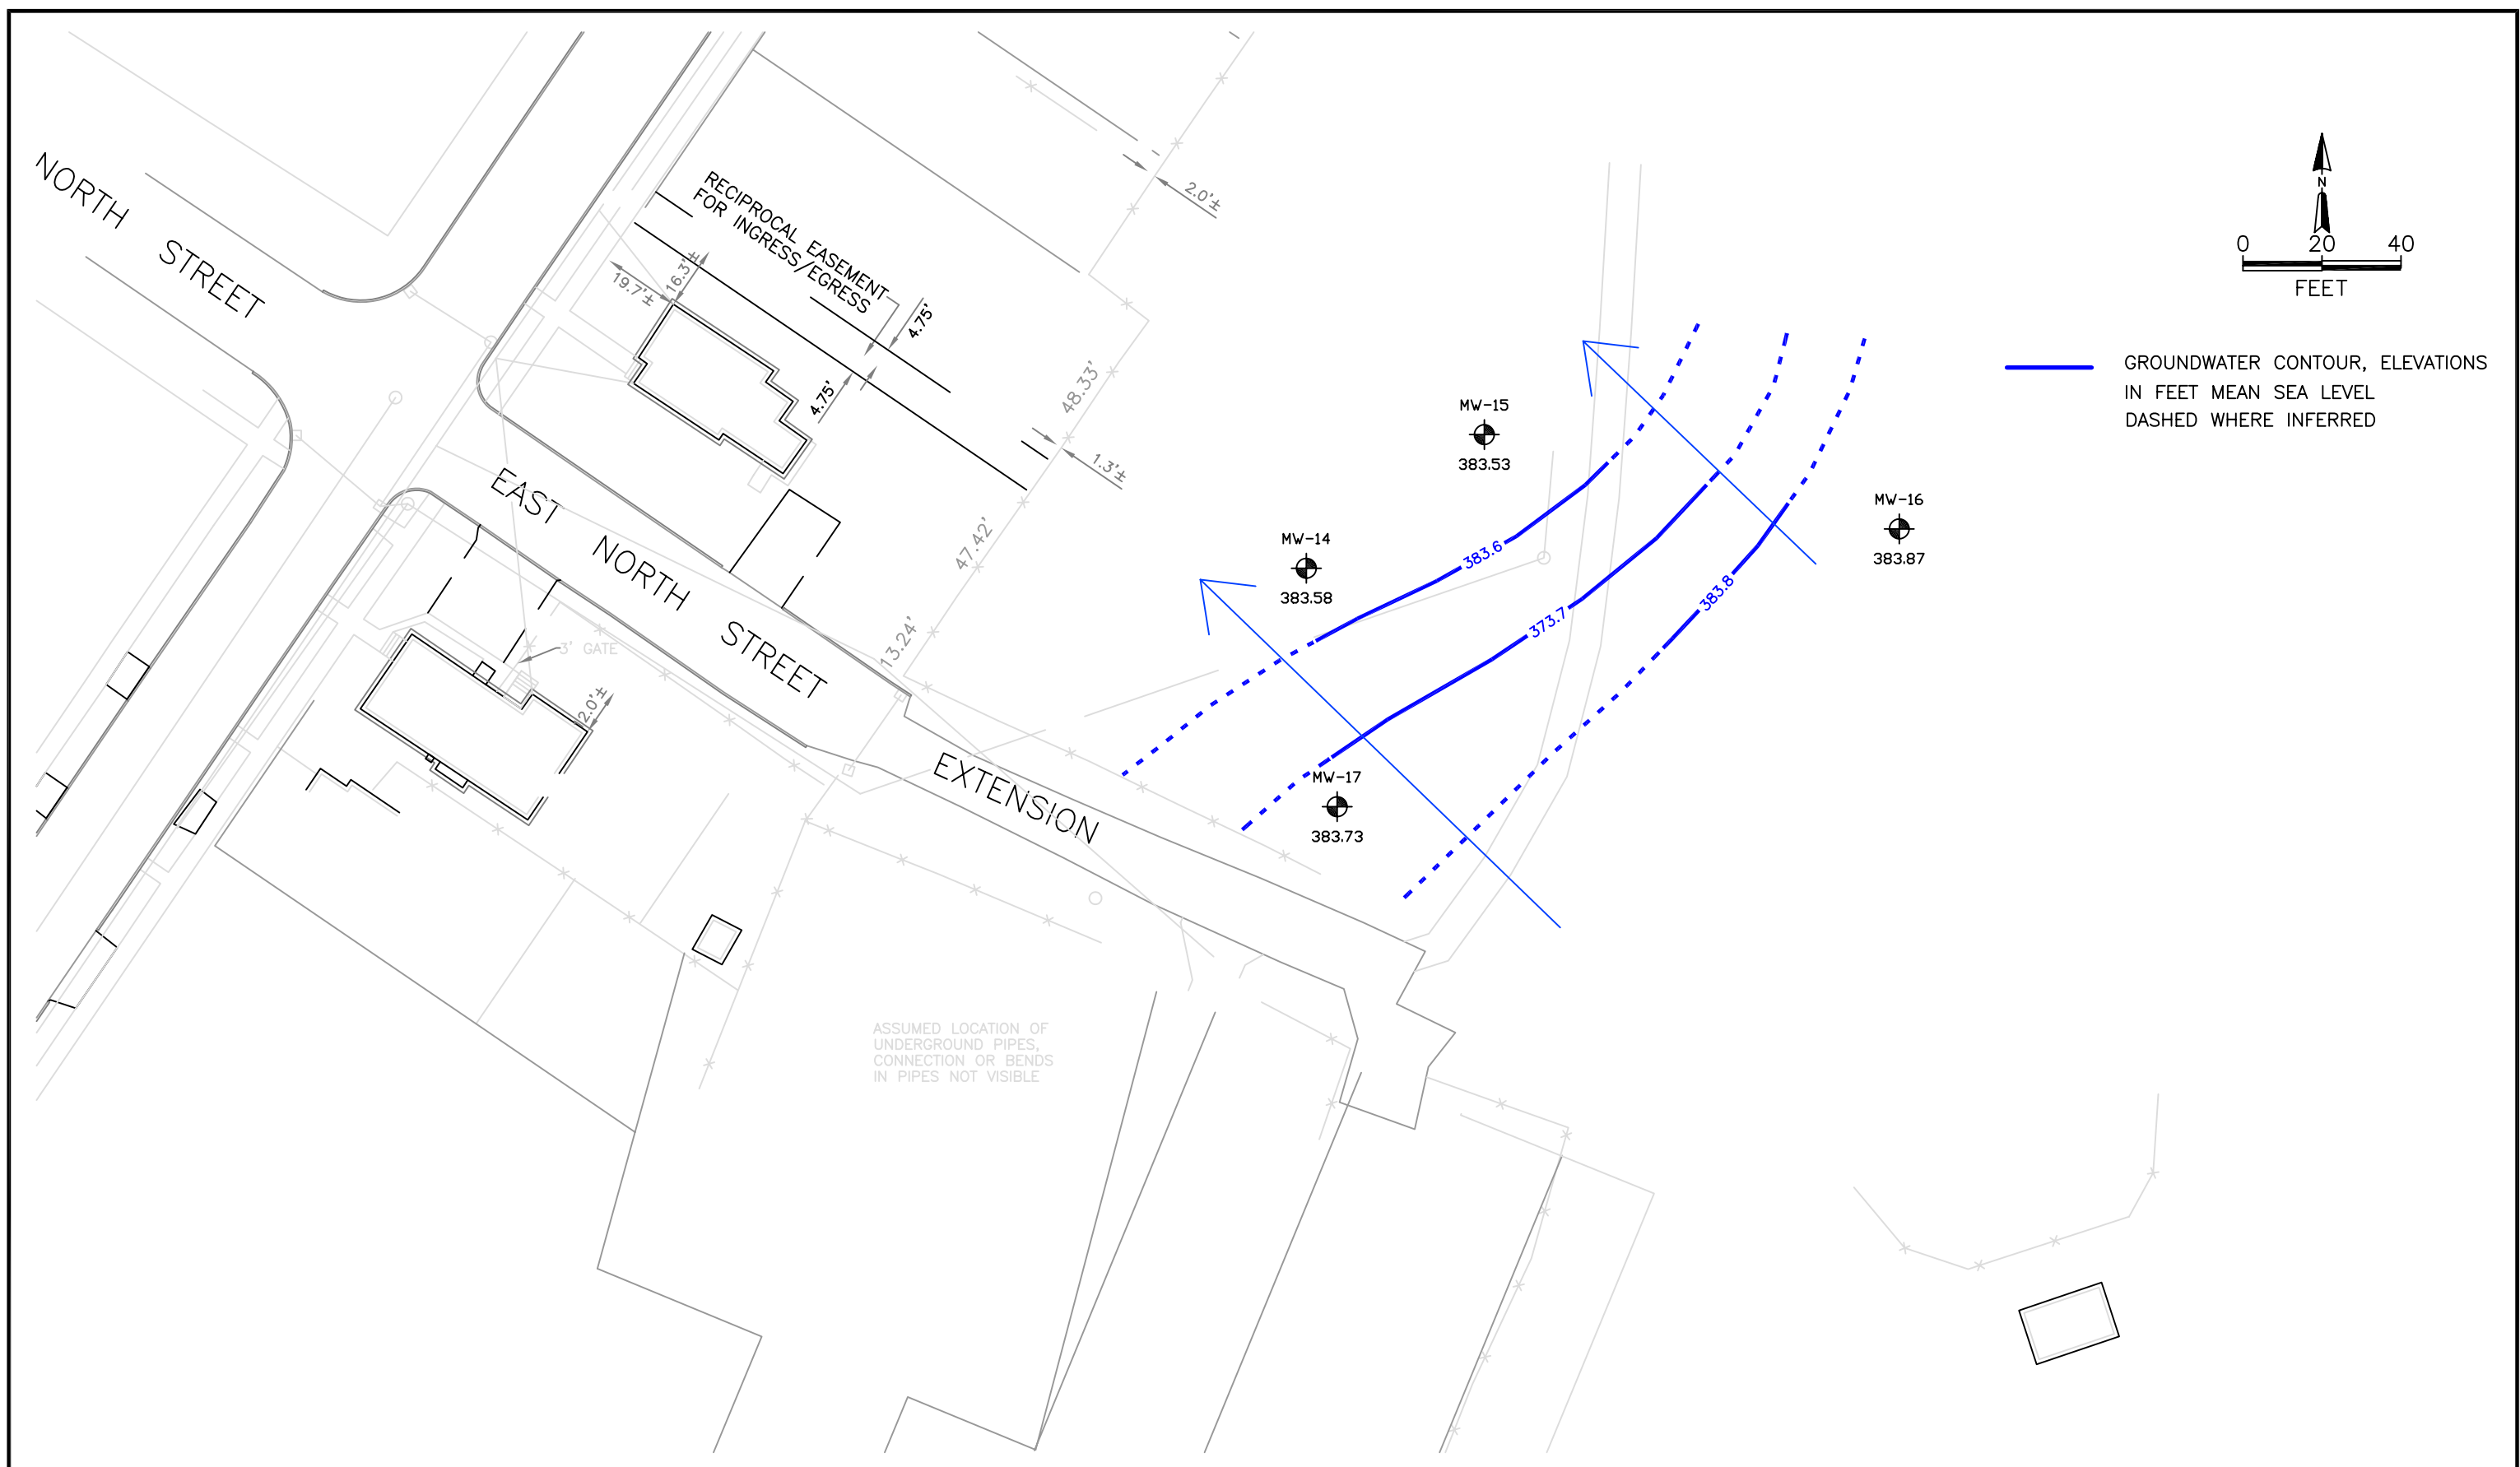 NORTH STREET
RECIPROCAL EASEMENT
FOR INGRESS/EGRESS
2.0'±
N
0 20 40
FEET
19.7'±
16.3'±
4.75'
4.75'
48.33'
1.3'±
GROUNDWATER CONTOUR, ELEVATIONS
IN FEET MEAN SEA LEVEL
DASHED WHERE INFERRED
MW-15
383.53
MW-16
383.87
MW-14
383.58
383.6
373.7
383.8
EAST NORTH STREET
EXTENSION
47.42'
13.24'
3' GATE
2.0'±
MW-17
383.73
ASSUMED LOCATION OF
UNDERGROUND PIPES,
CONNECTION OR BENDS
IN PIPES NOT VISIBLE